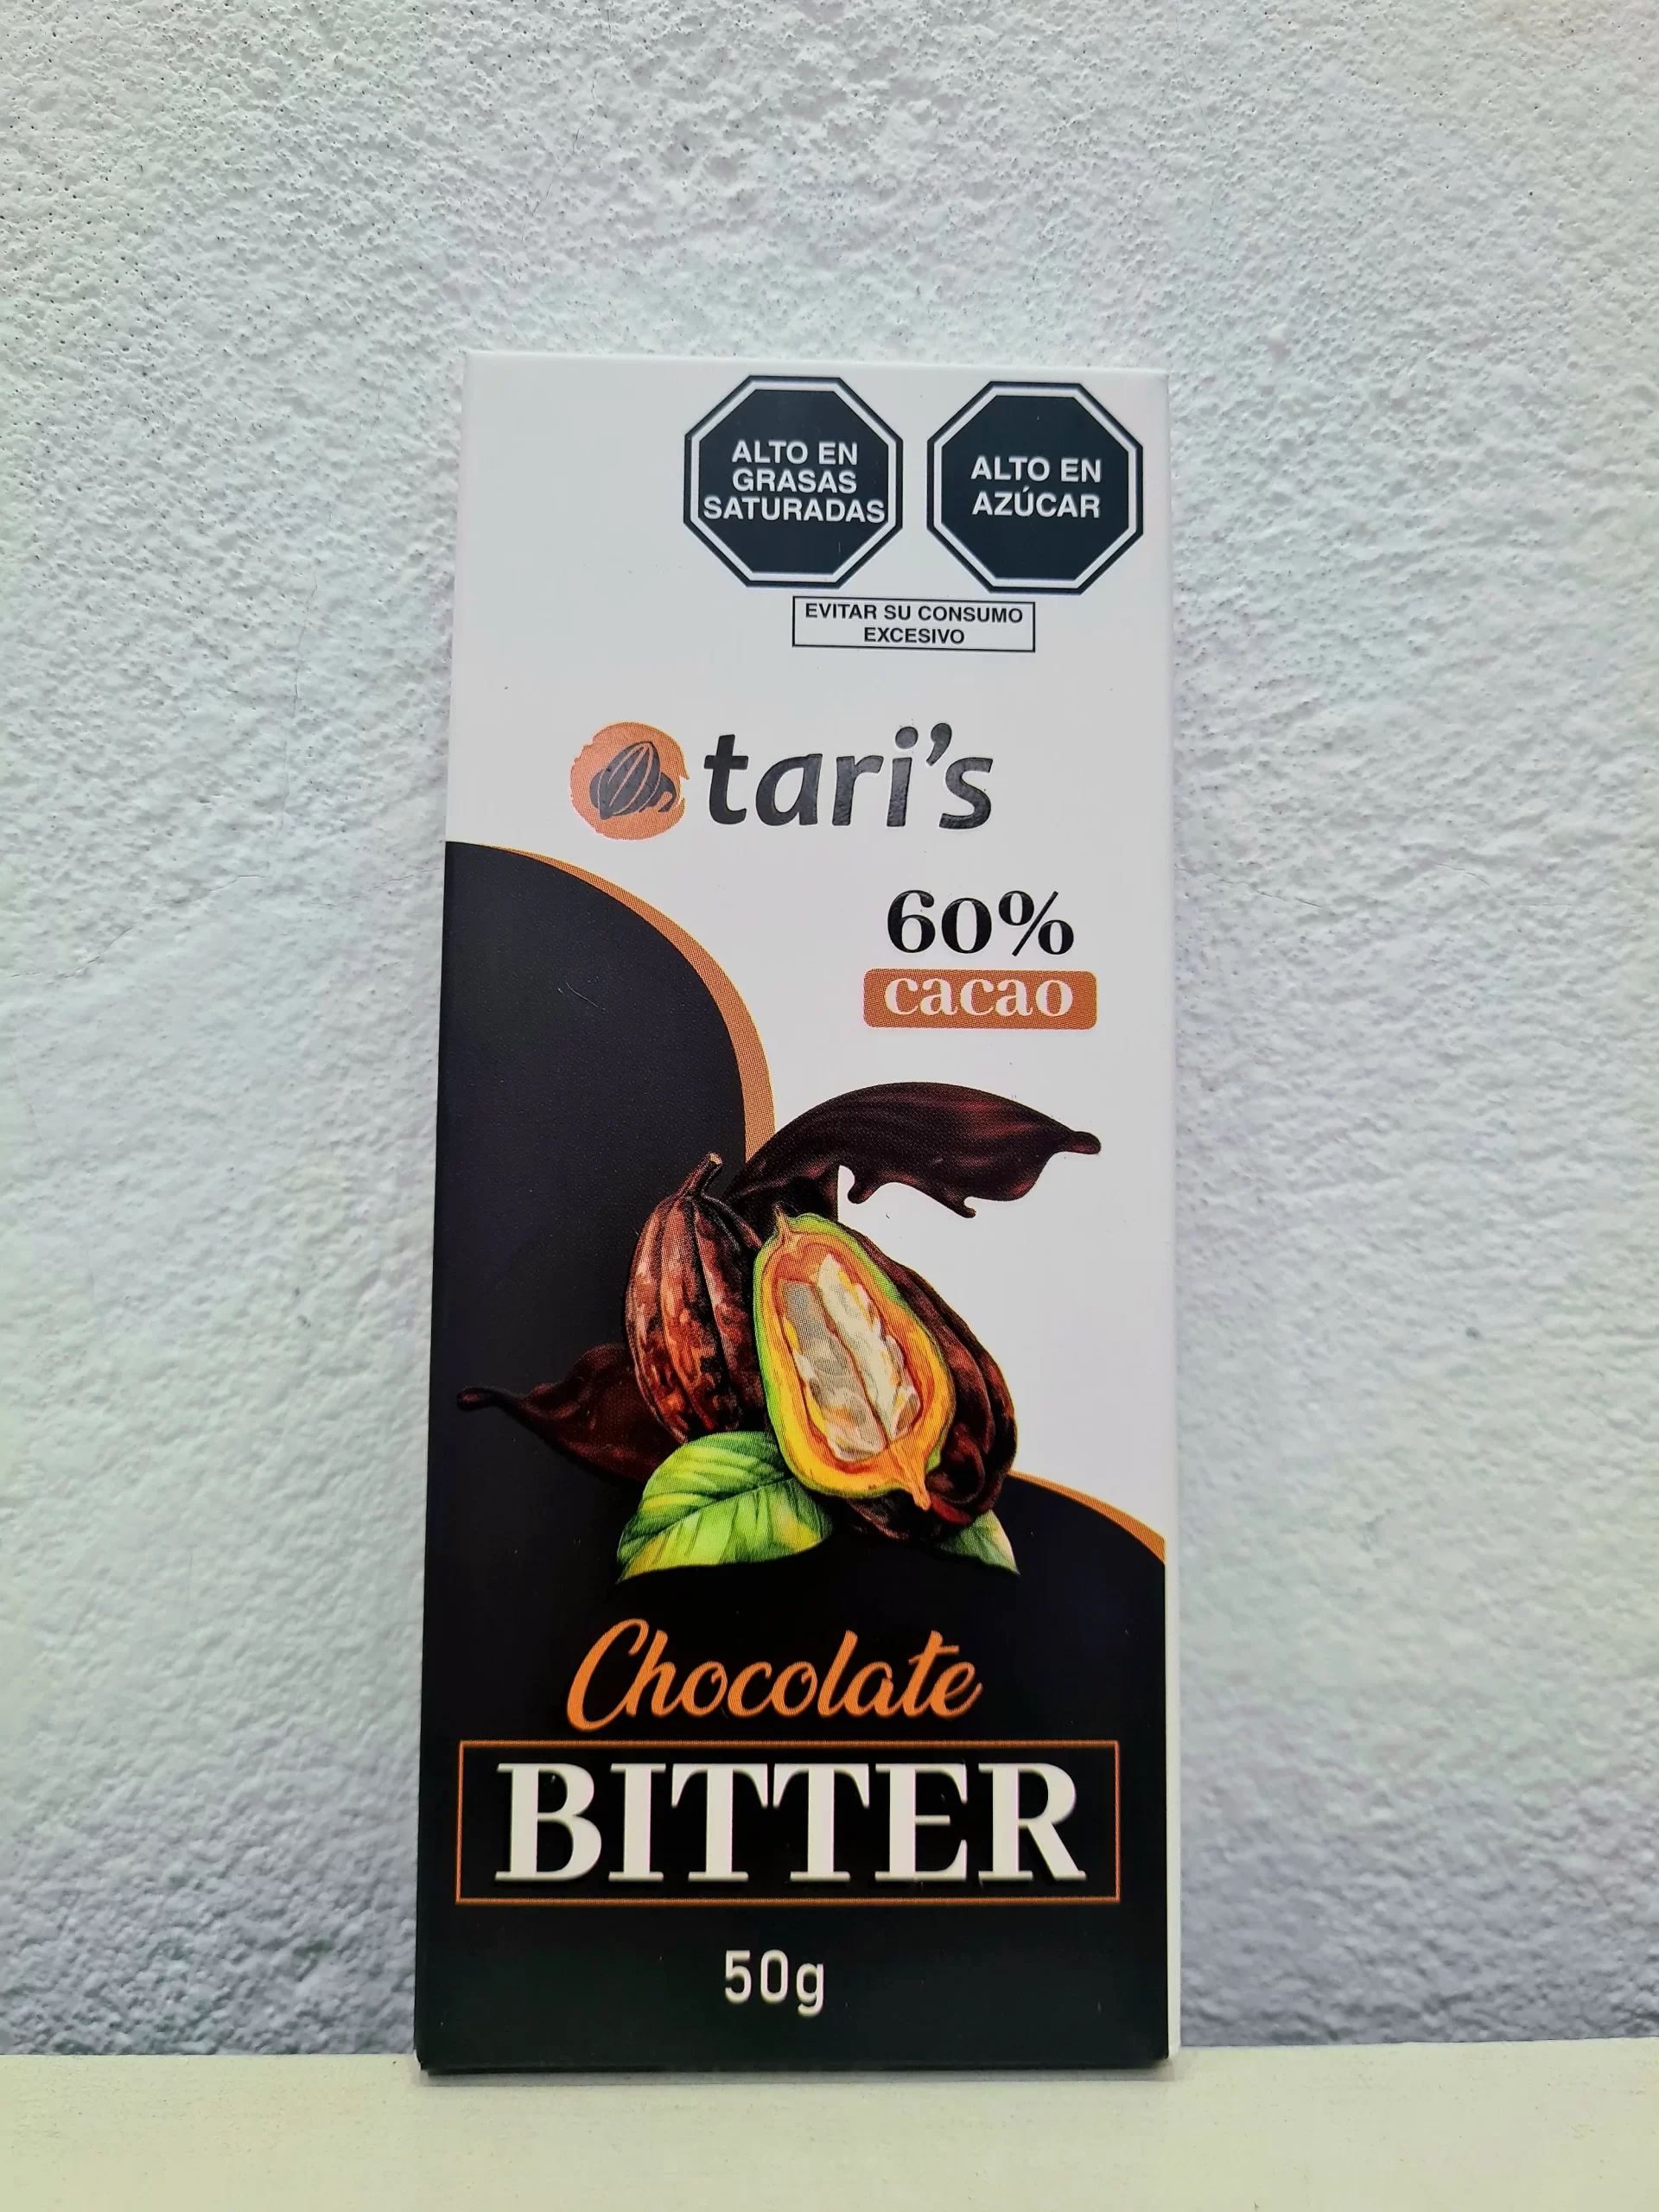 ALTO EN
GRASAS
SATURADAS
ALTO EN
AZÚCAR
EVITAR SU CONSUMO
EXCESIVO
tari's
60%
cacao
Chocolate
BITTER
50g